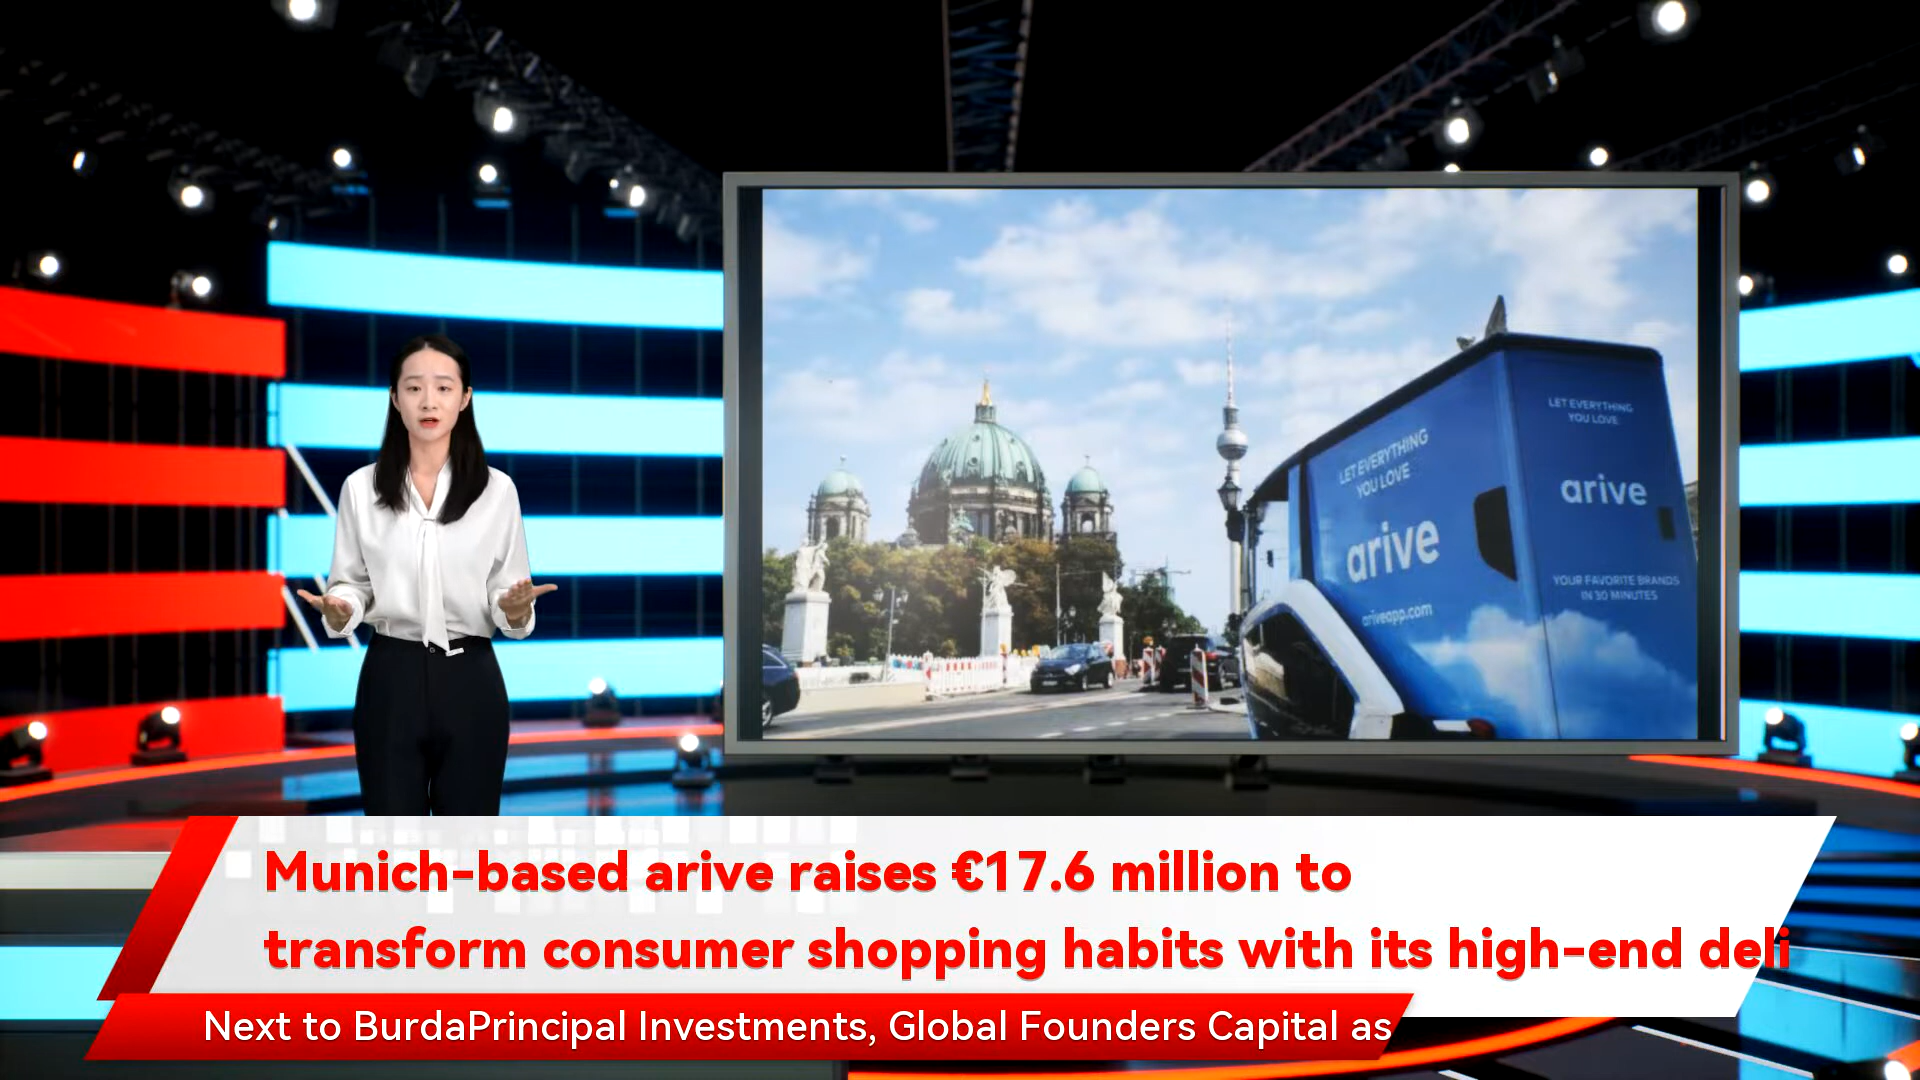 LET EVERYTHING
YOU LOVE
arive
ariveapp.com
LET EVERYTHING
YOU LOVE
arive
YOUR FAVORITE BRANDS
IN 30 MINUTES
Munich-based arive raises €17.6 million to
transform consumer shopping habits with its high-end deli
Next to BurdaPrincipal Investments, Global Founders Capital as